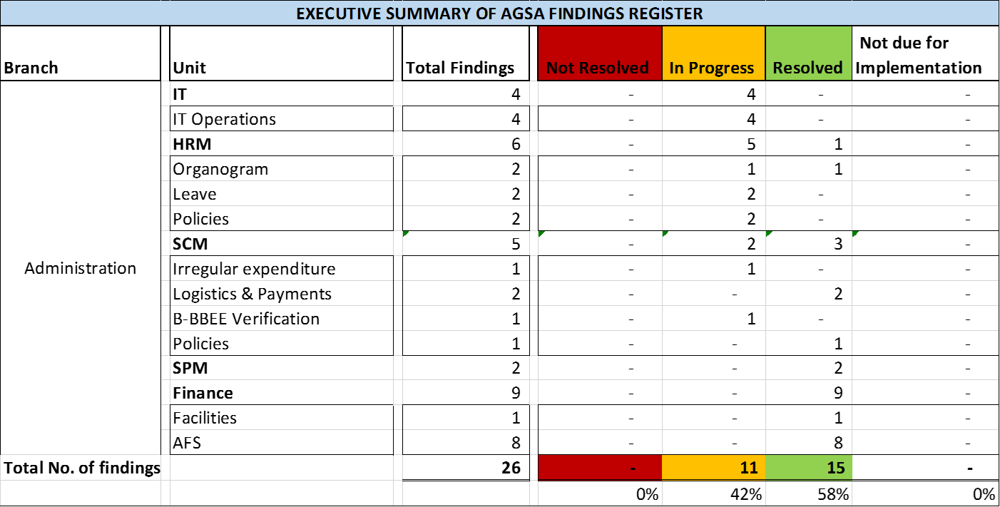 EXECUTIVE SUMMARY OF AGSA FINDINGS REGISTER
Branch Unit Total Findings Not Resolved In Progress Resolved Not due for Implementation
IT 4 - 4 - -
IT Operations 4 - 4 - -
HRM 6 - 5 1 -
Organogram 2 - 1 1 -
Leave 2 - 2 - -
Policies 2 - 2 - -
SCM 5 - 2 3 -
Administration Irregular expenditure 1 - 1 - -
Logistics & Payments 2 - - 2 -
B-BBEE Verification 1 - 1 - -
Policies 1 - - 1 -
SPM 2 - - 2 -
Finance 9 - - 9 -
Facilities 1 - - 1 -
AFS 8 - - 8 -
Total No. of findings 26 - 11 15 -
0% 42% 58% 0%